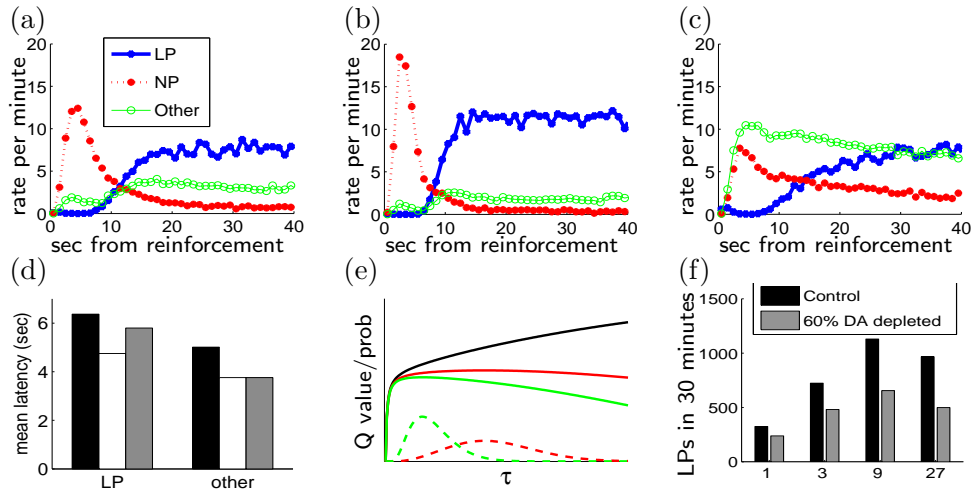 (a)
20
15
10
5
0
rate per minute
LP
NP
Other
0 10 20 30 40
sec from reinforcement
(b)
20
15
10
5
0
rate per minute
0 10 20 30 40
sec from reinforcement
(c)
20
15
10
5
0
rate per minute
0 10 20 30 40
sec from reinforcement
(d)
6
4
2
0
mean latency (sec)
LP other
(e)
Q value/prob
τ
(f)
1500
1000
500
0
LPs in 30 minutes
Control
60% DA depleted
1 3 9 27